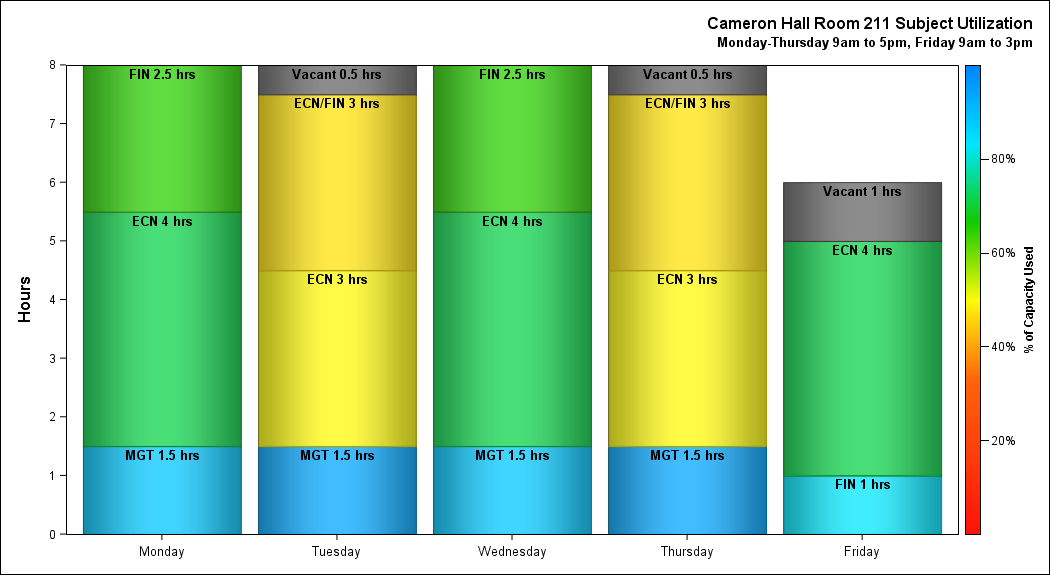 Cameron Hall Room 211 Subject Utilization
Monday-Thursday 9am to 5pm, Friday 9am to 3pm
Hours
8
7
6
5
4
3
2
1
0
FIN 2.5 hrs
ECN 4 hrs
MGT 1.5 hrs
Monday
Vacant 0.5 hrs
ECN/FIN 3 hrs
ECN 3 hrs
MGT 1.5 hrs
Tuesday
FIN 2.5 hrs
ECN 4 hrs
MGT 1.5 hrs
Wednesday
Vacant 0.5 hrs
ECN/FIN 3 hrs
ECN 3 hrs
MGT 1.5 hrs
Thursday
Vacant 1 hrs
ECN 4 hrs
FIN 1 hrs
Friday
80%
60%
40%
20%
% of Capacity Used